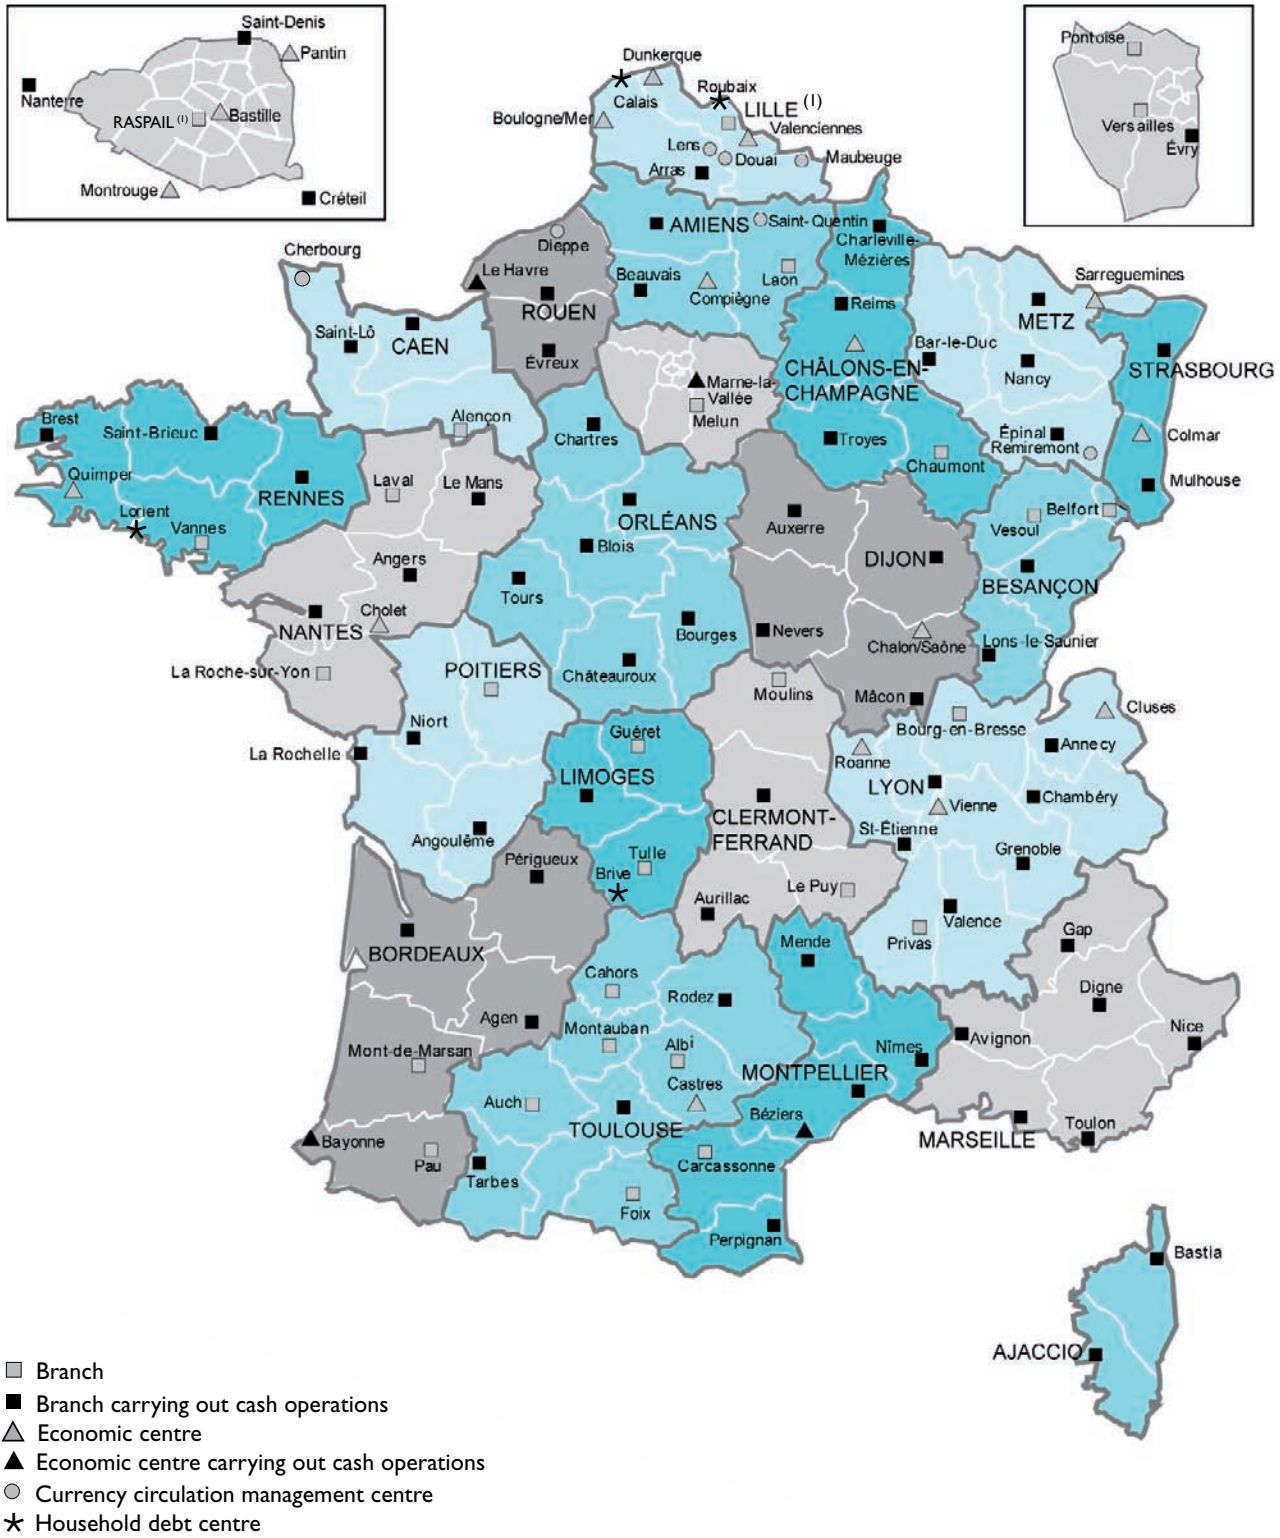 Saint-Denis
Pantin
Nanterre
RASPAIL (1)
Bastille
Montrouge
Créteil
Pontoise
Versailles
Évry
Dunkerque
Calais
Roubaix
Boulogne/Mer
LILLE (1)
Valenciennes
Lens
Douai
Maubeuge
Arras
AMIENS
Saint-Quentin
Charleville-
Mézières
Dieppe
Cherbourg
Le Havre
Beauvais
Compiègne
Laon
Sarreguemines
ROUEN
Reims
METZ
Saint-Lô
CAEN
Évreux
Bar-le-Duc
CHÂLONS-EN-
CHAMPAGNE
STRASBOURG
Marne-la-
Vallée
Nancy
Melun
Brest
Saint-Brieuc
Alençon
Chartres
Troyes
Épinal
Remiremont
Colmar
Chaumont
Quimper
RENNES
Laval
Le Mans
Mulhouse
Lorient
Vannes
ORLÉANS
Auxerre
Vesoul
Belfort
Blois
Angers
DIJON
BESANÇON
Tours
Cholet
NANTES
Bourges
Nevers
Chalon/Saône
Lons-le-Saunier
La Roche-sur-Yon
POITIERS
Châteauroux
Moulins
Mâcon
Cluses
Niort
Guéret
Bourg-en-Bresse
Annecy
La Rochelle
Roanne
LIMOGES
LYON
Chambéry
Vienne
CLERMONT-
FERRAND
St-Étienne
Angoulême
Grenoble
Périgueux
Tulle
Brive
Le Puy
Aurillac
Valence
Privas
Gap
BORDEAUX
Mende
Cahors
Rodez
Digne
Agen
Montauban
Nice
Avignon
Mont-de-Marsan
Albi
Nîmes
Castres
MONTPELLIER
Auch
Béziers
TOULOUSE
Toulon
MARSEILLE
Bayonne
Pau
Carcassonne
Tarbes
Foix
Perpignan
Bastia
AJACCIO
Branch
Branch carrying out cash operations
Economic centre
Economic centre carrying out cash operations
Currency circulation management centre
Household debt centre